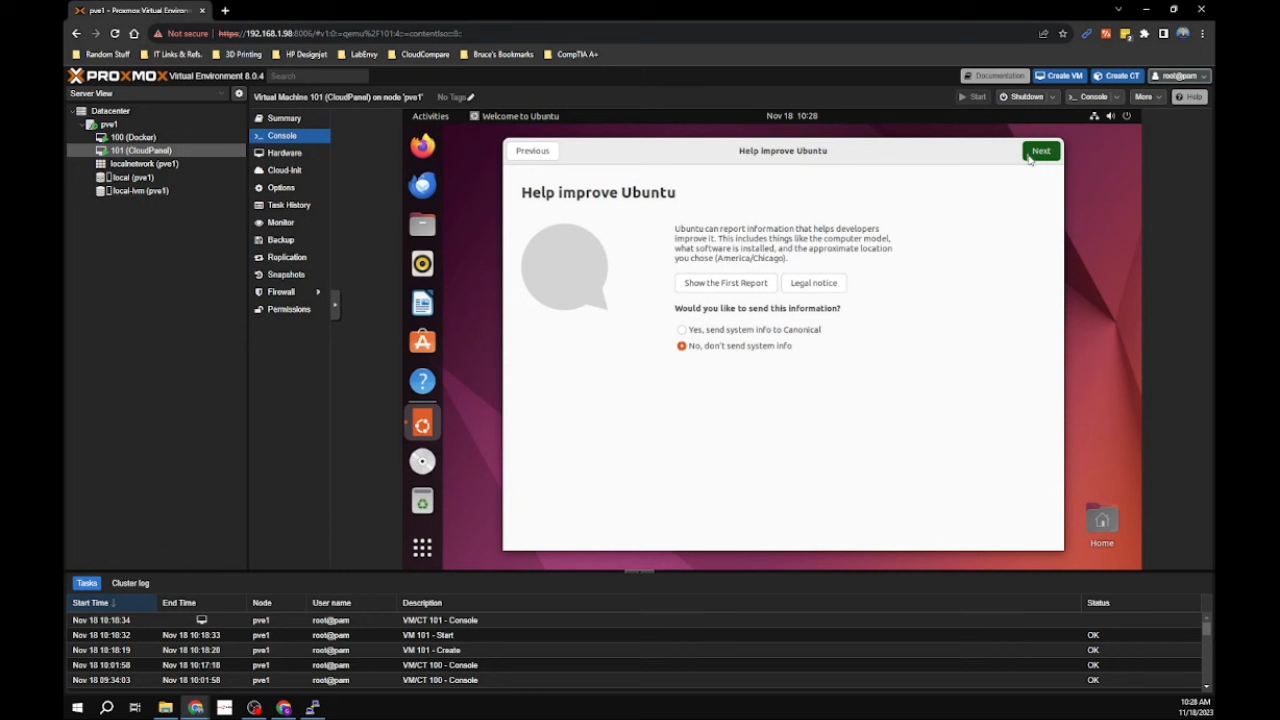 pve1 - Proxmox Virtual Environ
Not secure https://192.168.1.98:8006/#v1:0:=qemu%2F101:4:=contentIso:::8::
Random Stuff IT Links & Refs. 3D Printing HP Designjet LabEnvy CloudCompare Bruce's Bookmarks CompTIA A+
PROXMOX Virtual Environment 8.0.4 Search Documentation Create VM Create CT root@pam
Server View Virtual Machine 101 (CloudPanel) on node 'pve1' No Tags Start Shutdown Console More Help
Datacenter
pve1
100 (Docker)
101 (CloudPanel)
localnetwork (pve1)
local (pve1)
local-lvm (pve1)
Summary
Console
Hardware
Cloud-Init
Options
Task History
Monitor
Backup
Replication
Snapshots
Firewall
Permissions
Activities Welcome to Ubuntu Nov 18 10:28
Previous Help improve Ubuntu Next
Help improve Ubuntu
Ubuntu can report information that helps developers
improve it. This includes things like the computer model,
what software is installed, and the approximate location
you chose (America/Chicago).
Show the First Report Legal notice
Would you like to send this information?
Yes, send system info to Canonical
No, don't send system info
Home
Tasks Cluster log
Start Time End Time Node User name Description Status
Nov 18 10:18:34 pve1 root@pam VM/CT 101 - Console
Nov 18 10:18:32 Nov 18 10:18:33 pve1 root@pam VM 101 - Start OK
Nov 18 10:18:19 Nov 18 10:18:20 pve1 root@pam VM 101 - Create OK
Nov 18 10:01:58 Nov 18 10:17:18 pve1 root@pam VM/CT 100 - Console OK
Nov 18 09:34:03 Nov 18 10:01:58 pve1 root@pam VM/CT 100 - Console OK
10:28 AM
11/18/2023